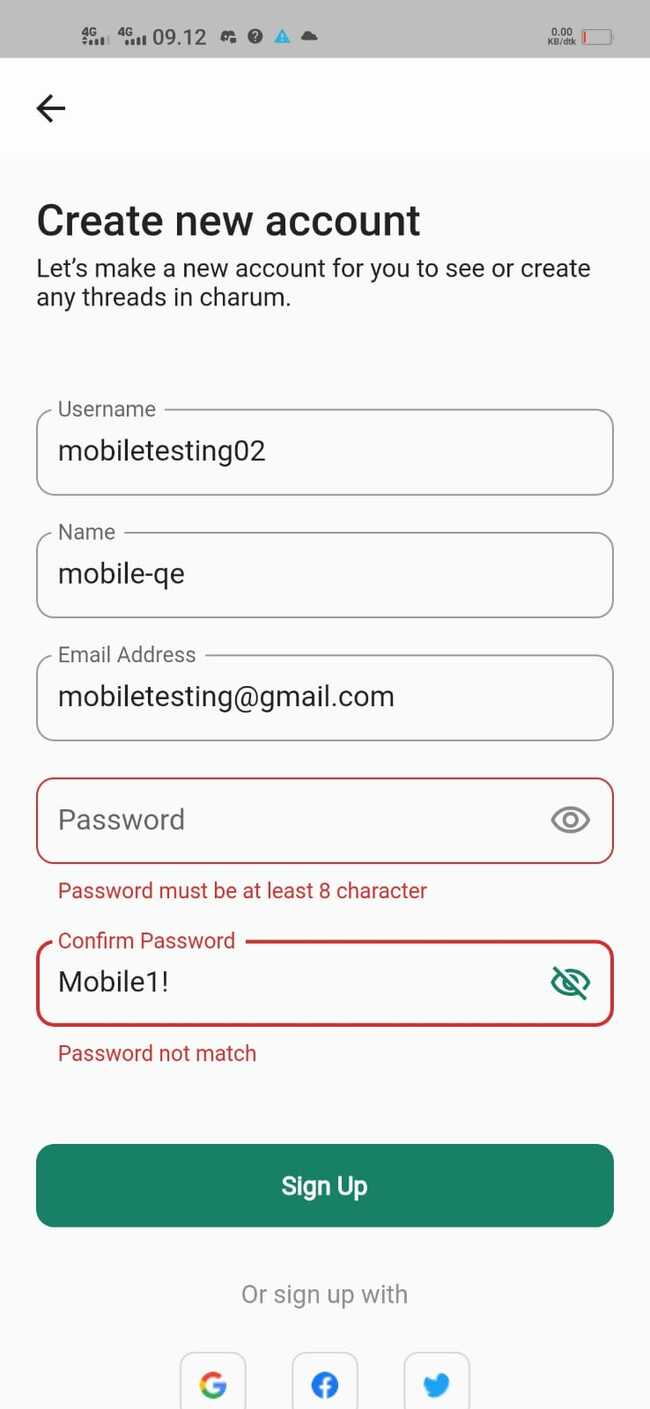 4G 4G 09.12 0.00
KB/dtk
Create new account
Let's make a new account for you to see or create
any threads in charum.
Username
mobiletesting02
Name
mobile-qe
Email Address
mobiletesting@gmail.com
Password
Password must be at least 8 character
Confirm Password
Mobile1!
Password not match
Sign Up
Or sign up with